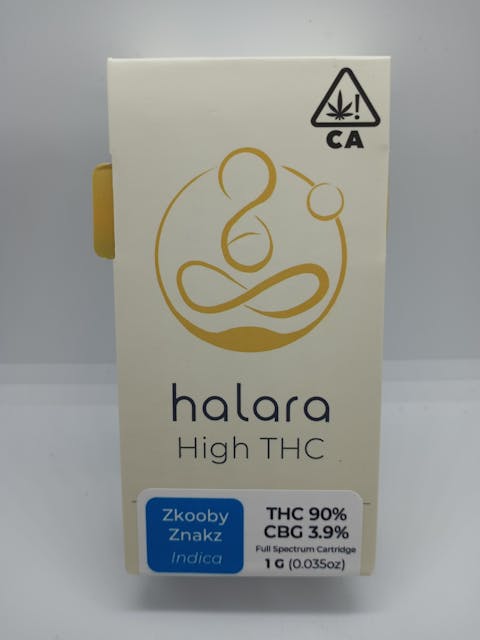 CA
halara
High THC
Zkooby
Znakz
Indica
THC 90%
CBG 3.9%
Full Spectrum Cartridge
1 G (0.035oz)